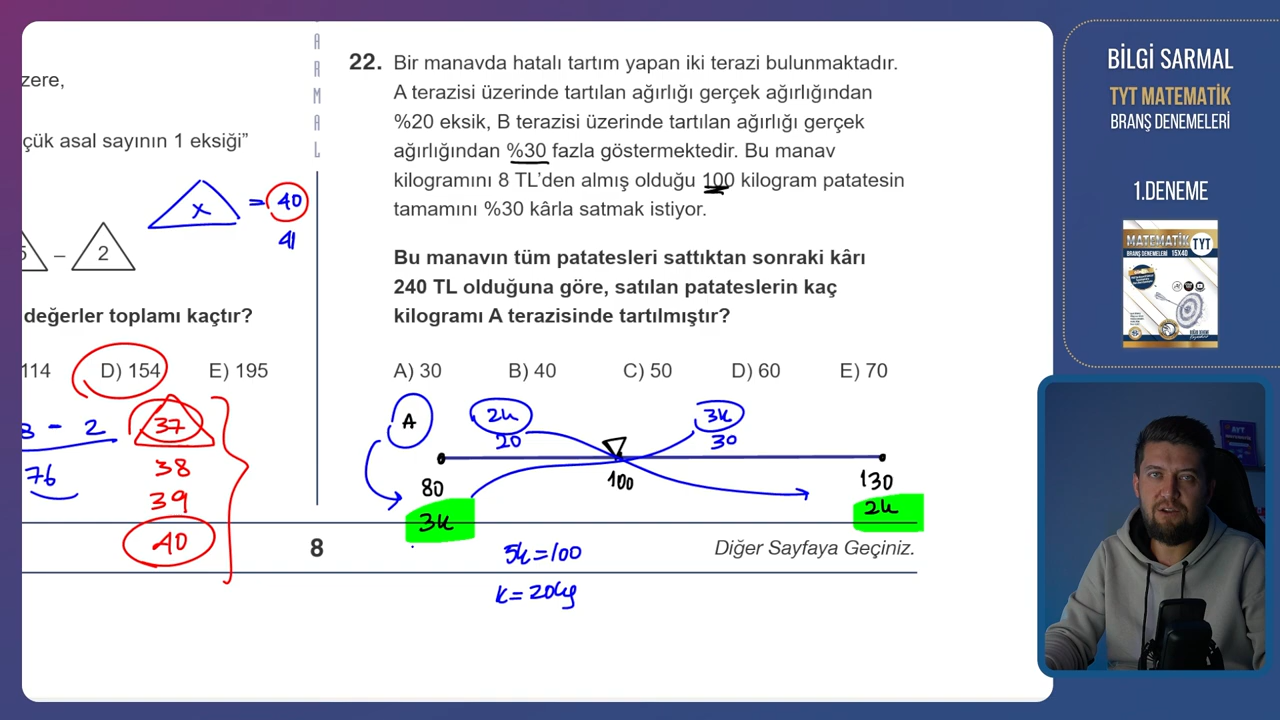 zere,
çük asal sayının 1 eksiği”
x = 40
41
– 2
değerler toplamı kaçtır?
114 D) 154 E) 195
– 2
76
37
38
39
40
A
R
M
A
L
8
22. Bir manavda hatalı tartım yapan iki terazi bulunmaktadır.
A terazisi üzerinde tartılan ağırlığı gerçek ağırlığından
%20 eksik, B terazisi üzerinde tartılan ağırlığı gerçek
ağırlığından %30 fazla göstermektedir. Bu manav
kilogramını 8 TL’den almış olduğu 100 kilogram patatesin
tamamını %30 kârla satmak istiyor.
Bu manavın tüm patatesleri sattıktan sonraki kârı
240 TL olduğuna göre, satılan patateslerin kaç
kilogramı A terazisinde tartılmıştır?
A) 30 B) 40 C) 50 D) 60 E) 70
A 2k 3k
20 30
80 100 130
3k 2k
5k=100
k=20kg
Diğer Sayfaya Geçiniz.
BİLGİ SARMAL
TYT MATEMATİK
BRANŞ DENEMELERİ
1.DENEME
MATEMATİK TYT
BRANŞ DENEMELERİ 15X40